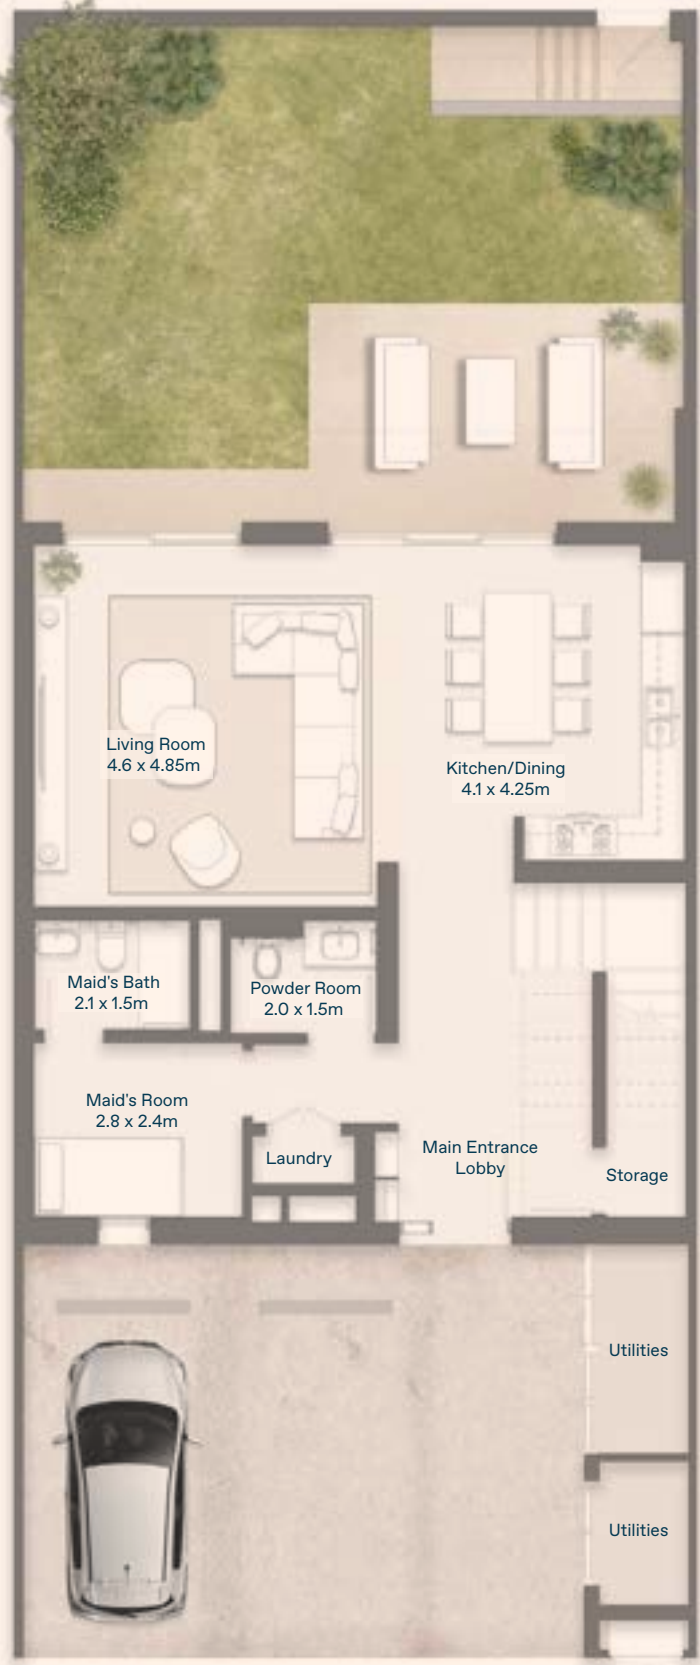 Living Room
4.6 x 4.85m
Kitchen/Dining
4.1 x 4.25m
Maid's Bath
2.1 x 1.5m
Powder Room
2.0 x 1.5m
Maid's Room
2.8 x 2.4m
Laundry
Main Entrance
Lobby
Storage
Utilities
Utilities